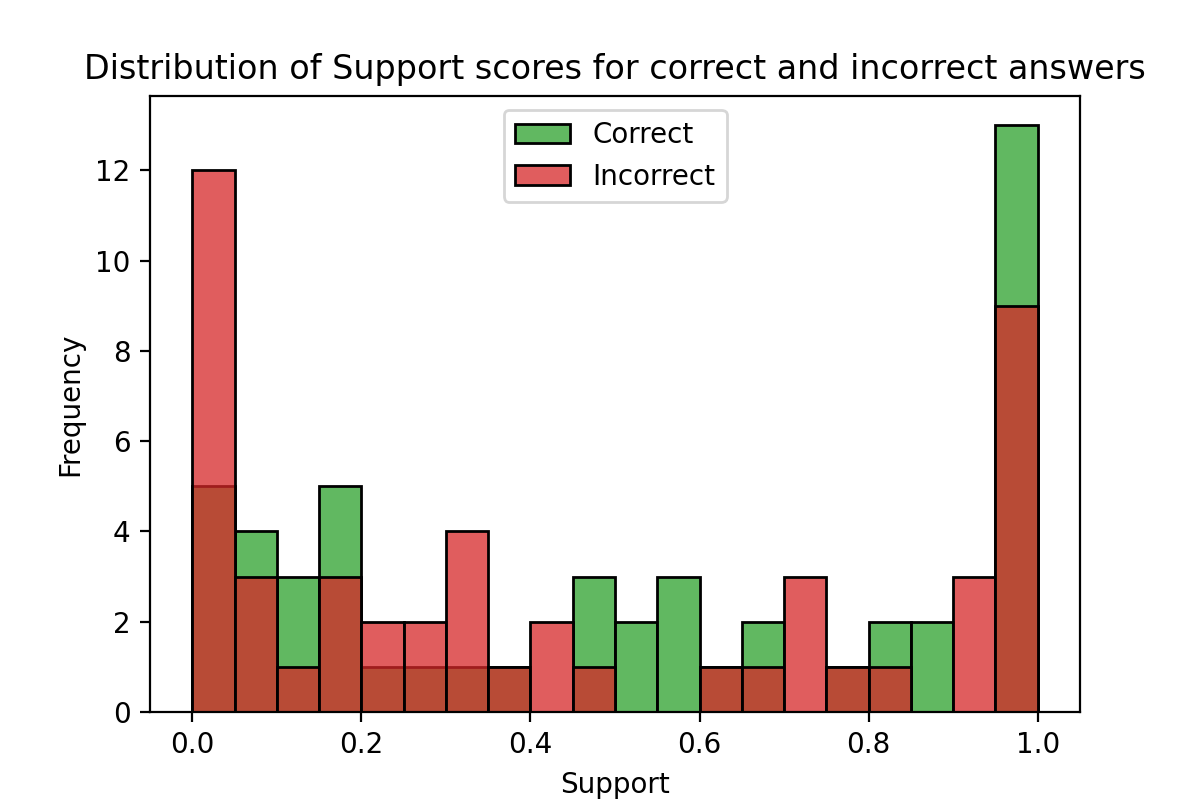 Distribution of Support scores for correct and incorrect answers
Correct
Incorrect
12
10
8
6
4
2
0
Frequency
0.0 0.2 0.4 0.6 0.8 1.0
Support